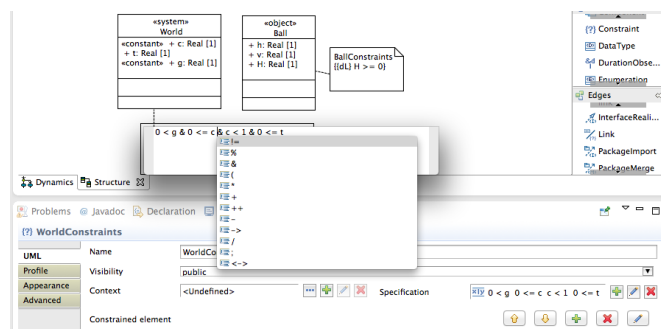 «system»
World
«constant» + c: Real [1]
+ t: Real [1]
«constant» + g: Real [1]
«object»
Ball
+ h: Real [1]
+ v: Real [1]
+ H: Real [1]
BallConstraints
{{dL} H >= 0}
0 < g & 0 <= c & c < 1 & 0 <= t
!=
%
&
(
*
+
++
-
->
/
;
<->
{?} Constraint
DataType
DurationObse...
Enumeration
Edges
InterfaceReali...
Link
PackageImport
PackageMerge
Dynamics Structure
Problems @ Javadoc Declaration
{?} WorldConstraints
UML
Profile
Appearance
Advanced
Name WorldCo
Visibility public
Context <Undefined> Specification 0 < g 0 <= c c < 1 0 <= t
Constrained element